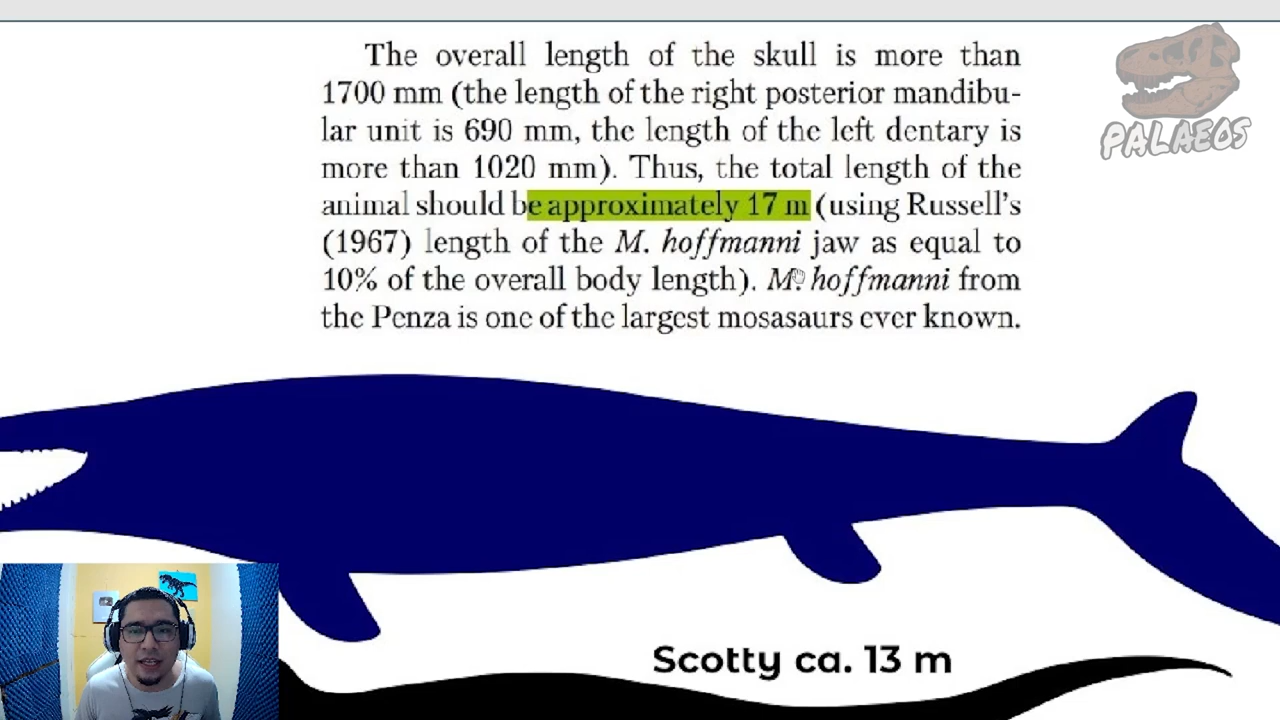 The overall length of the skull is more than
1700 mm (the length of the right posterior mandibu-
lar unit is 690 mm, the length of the left dentary is
more than 1020 mm). Thus, the total length of the
animal should be approximately 17 m (using Russell's
(1967) length of the M. hoffmanni jaw as equal to
10% of the overall body length). M. hoffmanni from
the Penza is one of the largest mosasaurs ever known.
PALAEOS
Scotty ca. 13 m